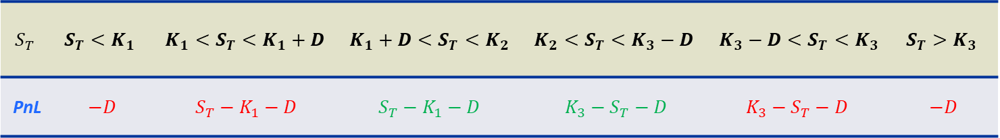 S_T S_T < K_1 K_1 < S_T < K_1 + D K_1 + D < S_T < K_2 K_2 < S_T < K_3 − D K_3 − D < S_T < K_3 S_T > K_3
PnL −D S_T − K_1 − D S_T − K_1 − D K_3 − S_T − D K_3 − S_T − D −D